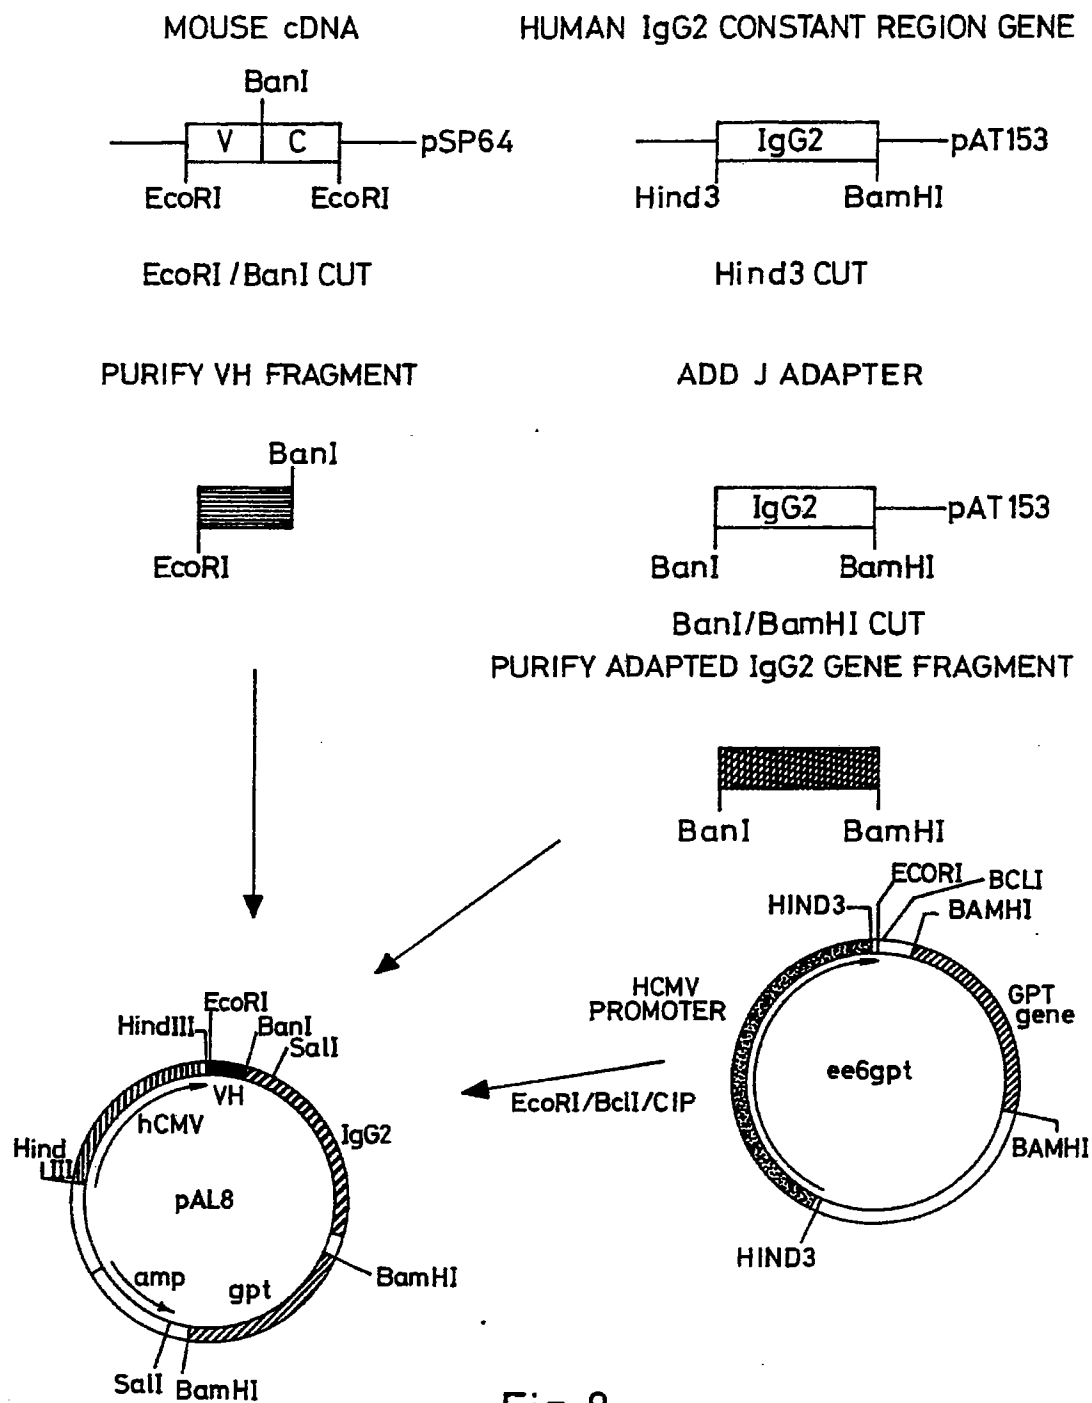 MOUSE cDNA
HUMAN IgG2 CONSTANT REGION GENE
BanI
V
C
pSP64
EcoRI
EcoRI
IgG2
pAT153
Hind3
BamHI
EcoRI/BanI CUT
Hind3 CUT
PURIFY VH FRAGMENT
ADD J ADAPTER
BanI
EcoRI
IgG2
pAT153
BanI
BamHI
BanI/BamHI CUT
PURIFY ADAPTED IgG2 GENE FRAGMENT
BanI
BamHI
ECORI
BCLI
HIND3
BAMHI
HCMV
PROMOTER
GPT
gene
ee6gpt
BAMHI
HIND3
EcoRI/BclI/CIP
EcoRI
HindIII
BanI
SalI
VH
hCMV
IgG2
Hind
III
pAL8
amp
gpt
BamHI
SalI
BamHI